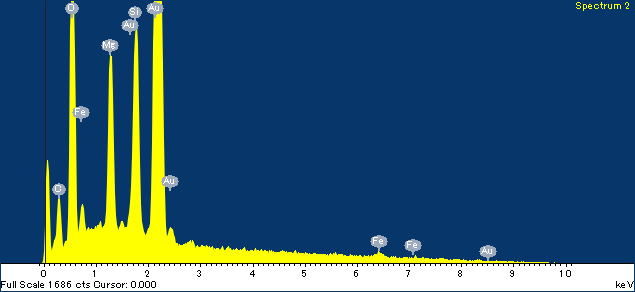 Spectrum 2
O
Si
Au
Au
Mg
Fe
Au
C
Fe
Fe
Au
0 1 2 3 4 5 6 7 8 9 10
Full Scale 1686 cts Cursor: 0.000
keV